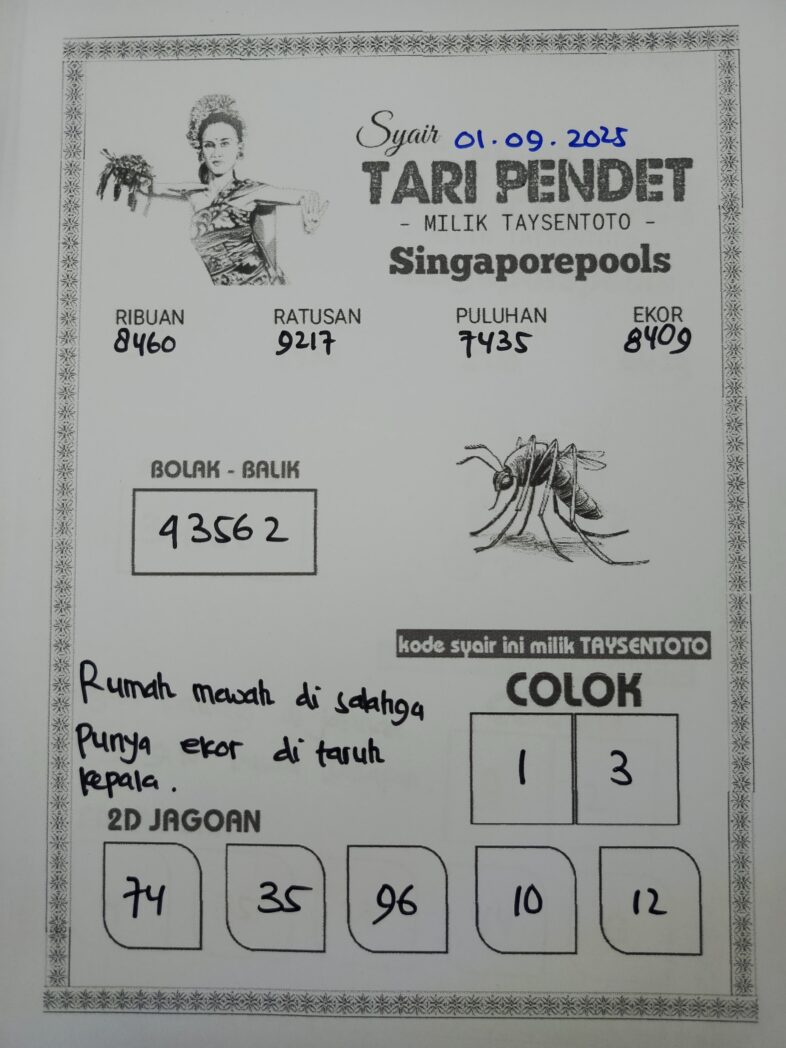 Syair 01.09.2025
TARI PENDET
- MILIK TAYSENTOTO -
Singaporepools
RIBUAN RATUSAN PULUHAN EKOR
8460 9217 7435 8409
BOLAK - BALIK
93562
kode syair ini milik TAYSENTOTO
COLOK
1 3
Rumah mewah di salatiga
Punya ekor di taruh
kepala.
2D JAGOAN
74 35 96 10 12